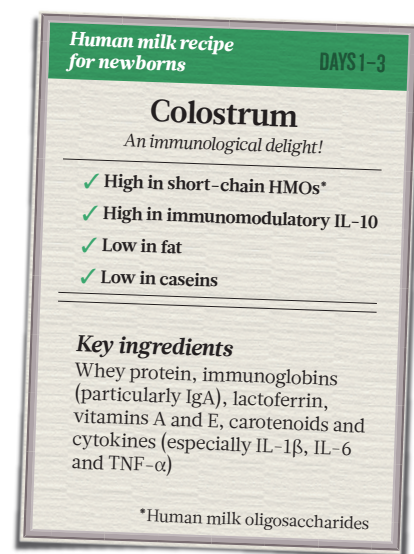 Human milk recipe
for newborns
DAYS 1–3
Colostrum
An immunological delight!
✓ High in short-chain HMOs*
✓ High in immunomodulatory IL-10
✓ Low in fat
✓ Low in caseins
Key ingredients
Whey protein, immunoglobins
(particularly IgA), lactoferrin,
vitamins A and E, carotenoids and
cytokines (especially IL-1β, IL-6
and TNF-α)
*Human milk oligosaccharides